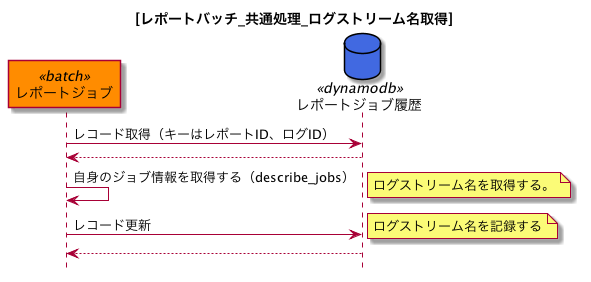 [レポートバッチ_共通処理_ログストリーム名取得]
«batch»
レポートジョブ
«dynamodb»
レポートジョブ履歴
レコード取得（キーはレポートID、ログID）
自身のジョブ情報を取得する（describe_jobs）
ログストリーム名を取得する。
レコード更新
ログストリーム名を記録する